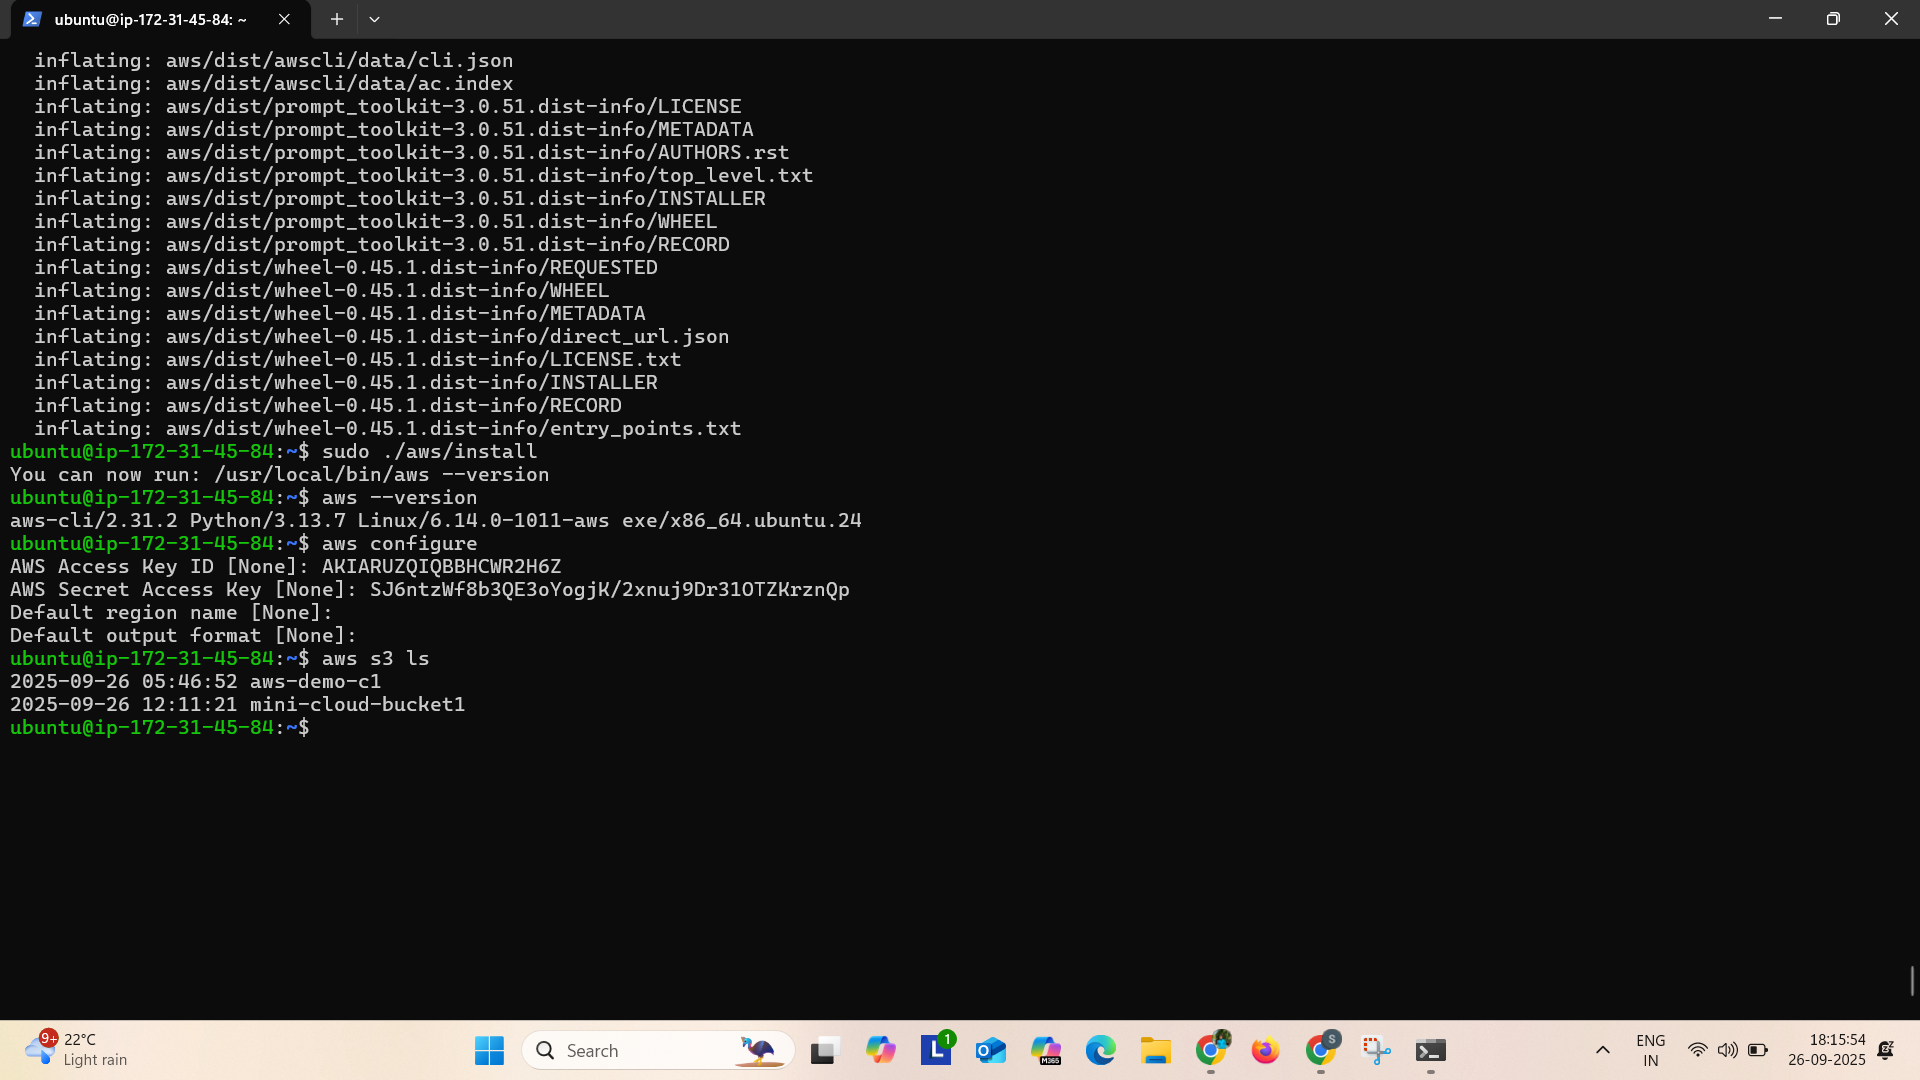 ubuntu@ip-172-31-45-84: ~
inflating: aws/dist/awscli/data/cli.json
inflating: aws/dist/awscli/data/ac.index
inflating: aws/dist/prompt_toolkit-3.0.51.dist-info/LICENSE
inflating: aws/dist/prompt_toolkit-3.0.51.dist-info/METADATA
inflating: aws/dist/prompt_toolkit-3.0.51.dist-info/AUTHORS.rst
inflating: aws/dist/prompt_toolkit-3.0.51.dist-info/top_level.txt
inflating: aws/dist/prompt_toolkit-3.0.51.dist-info/INSTALLER
inflating: aws/dist/prompt_toolkit-3.0.51.dist-info/WHEEL
inflating: aws/dist/prompt_toolkit-3.0.51.dist-info/RECORD
inflating: aws/dist/wheel-0.45.1.dist-info/REQUESTED
inflating: aws/dist/wheel-0.45.1.dist-info/WHEEL
inflating: aws/dist/wheel-0.45.1.dist-info/METADATA
inflating: aws/dist/wheel-0.45.1.dist-info/direct_url.json
inflating: aws/dist/wheel-0.45.1.dist-info/LICENSE.txt
inflating: aws/dist/wheel-0.45.1.dist-info/INSTALLER
inflating: aws/dist/wheel-0.45.1.dist-info/RECORD
inflating: aws/dist/wheel-0.45.1.dist-info/entry_points.txt
ubuntu@ip-172-31-45-84:~$ sudo ./aws/install
You can now run: /usr/local/bin/aws --version
ubuntu@ip-172-31-45-84:~$ aws --version
aws-cli/2.31.2 Python/3.13.7 Linux/6.14.0-1011-aws exe/x86_64.ubuntu.24
ubuntu@ip-172-31-45-84:~$ aws configure
AWS Access Key ID [None]: AKIARUZQIQBBHCWR2H6Z
AWS Secret Access Key [None]: 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
Default region name [None]:
Default output format [None]:
ubuntu@ip-172-31-45-84:~$ aws s3 ls
2025-09-26 05:46:52 aws-demo-c1
2025-09-26 12:11:21 mini-cloud-bucket1
ubuntu@ip-172-31-45-84:~$
9+
22°C
Light rain
Search
L
1
M365
S
ENG
IN
18:15:54
26-09-2025